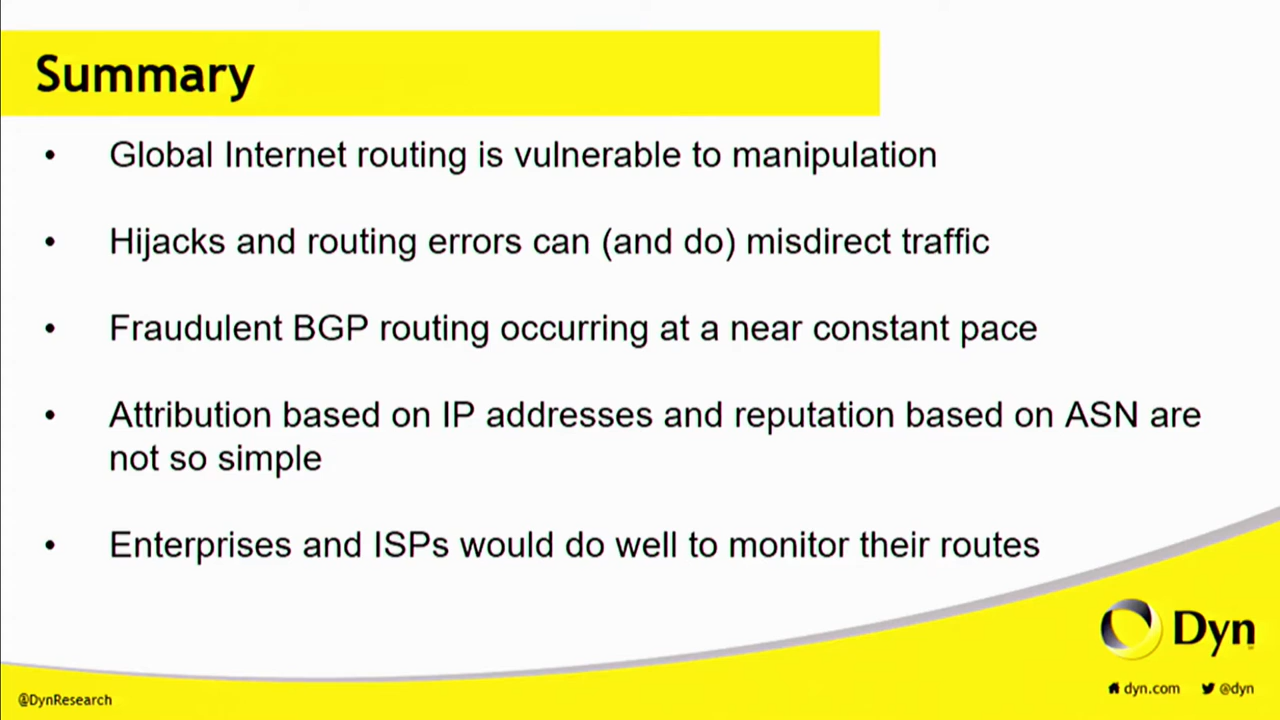 Summary
• Global Internet routing is vulnerable to manipulation
• Hijacks and routing errors can (and do) misdirect traffic
• Fraudulent BGP routing occurring at a near constant pace
• Attribution based on IP addresses and reputation based on ASN are
not so simple
• Enterprises and ISPs would do well to monitor their routes
Dyn
dyn.com @dyn
@DynResearch